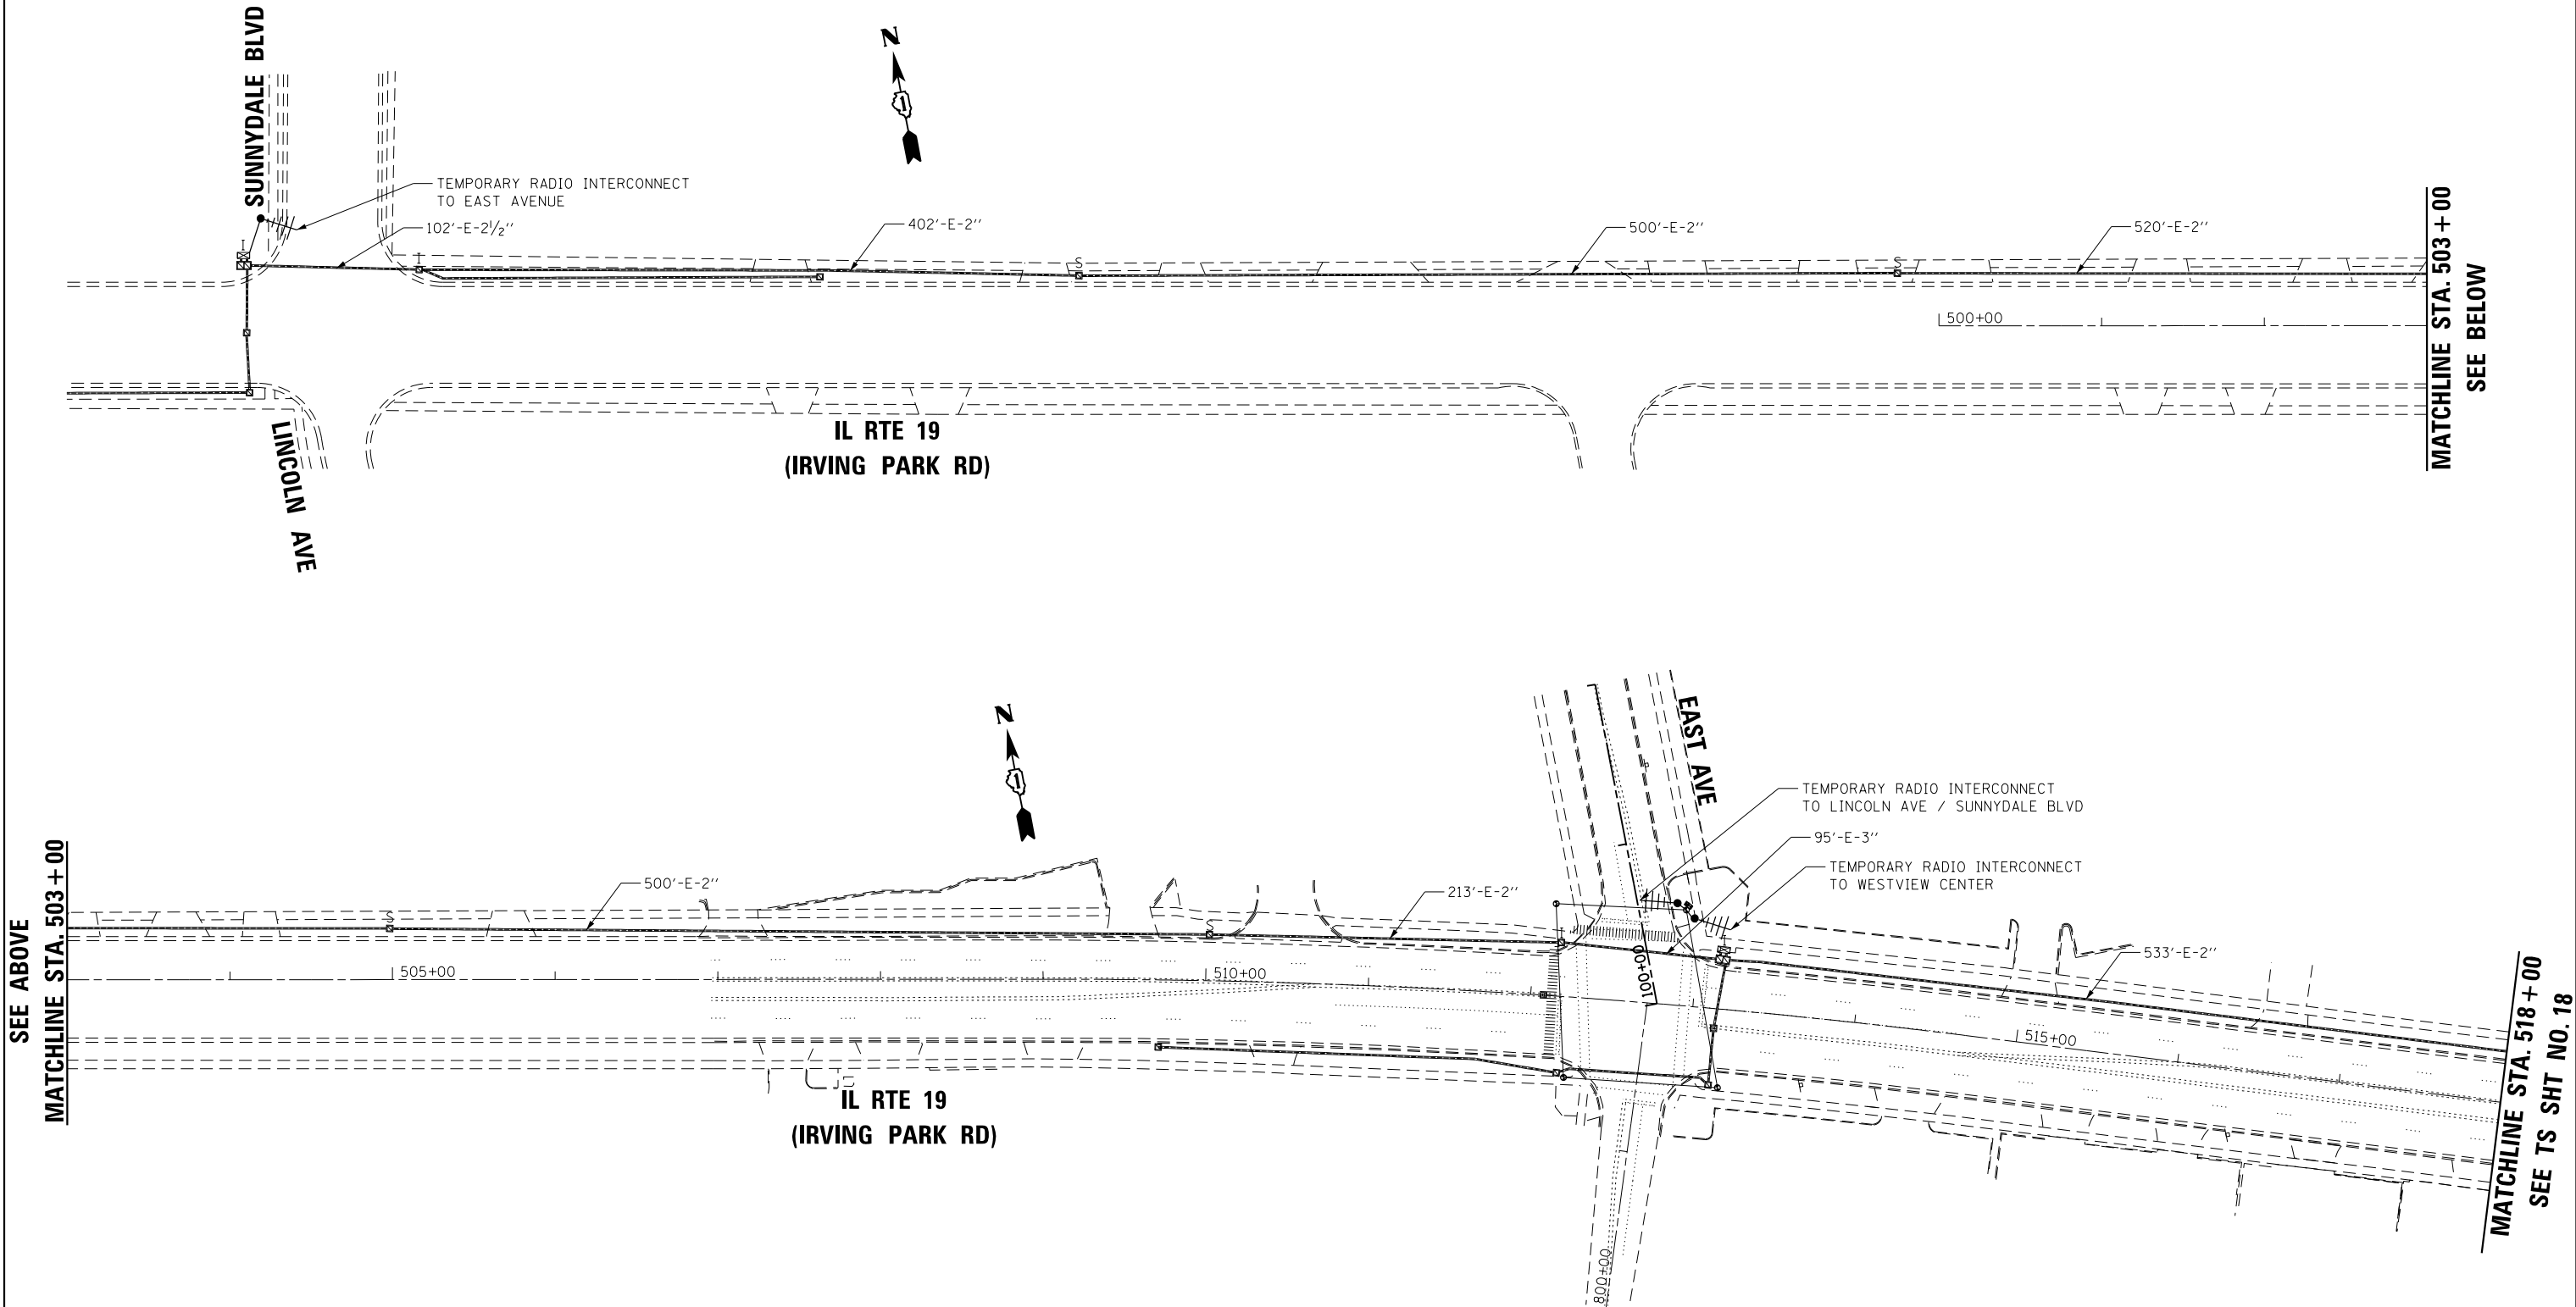 SUNNYDALE BLVD
N
TEMPORARY RADIO INTERCONNECT
TO EAST AVENUE
102'-E-2½''
402'-E-2''
500'-E-2''
520'-E-2''
I
I
S
S
500+00
MATCHLINE STA. 503+00
SEE BELOW
LINCOLN AVE
IL RTE 19
(IRVING PARK RD)
N
EAST AVE
TEMPORARY RADIO INTERCONNECT
TO LINCOLN AVE / SUNNYDALE BLVD
95'-E-3''
TEMPORARY RADIO INTERCONNECT
TO WESTVIEW CENTER
SEE ABOVE
MATCHLINE STA. 503+00
500'-E-2''
213'-E-2''
533'-E-2''
S
S
505+00
510+00
100+00
515+00
IL RTE 19
(IRVING PARK RD)
800+00
MATCHLINE STA. 518+00
SEE TS SHT NO. 18